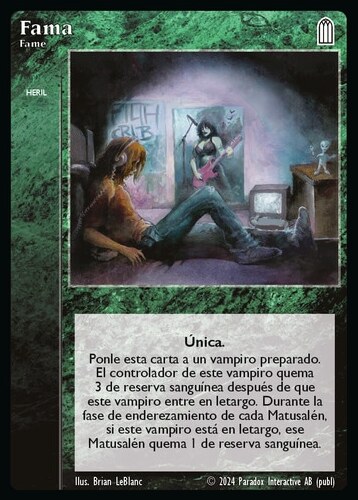 Fama
Fame
HERIL
FILTH
CRIB
Única.
Ponle esta carta a un vampiro preparado.
El controlador de este vampiro quema
3 de reserva sanguínea después de que
este vampiro entre en letargo. Durante la
fase de enderezamiento de cada Matusalén,
si este vampiro está en letargo, ese
Matusalén quema 1 de reserva sanguínea.
Ilus. Brian LeBlanc © 2024 Paradox Interactive AB (publ)